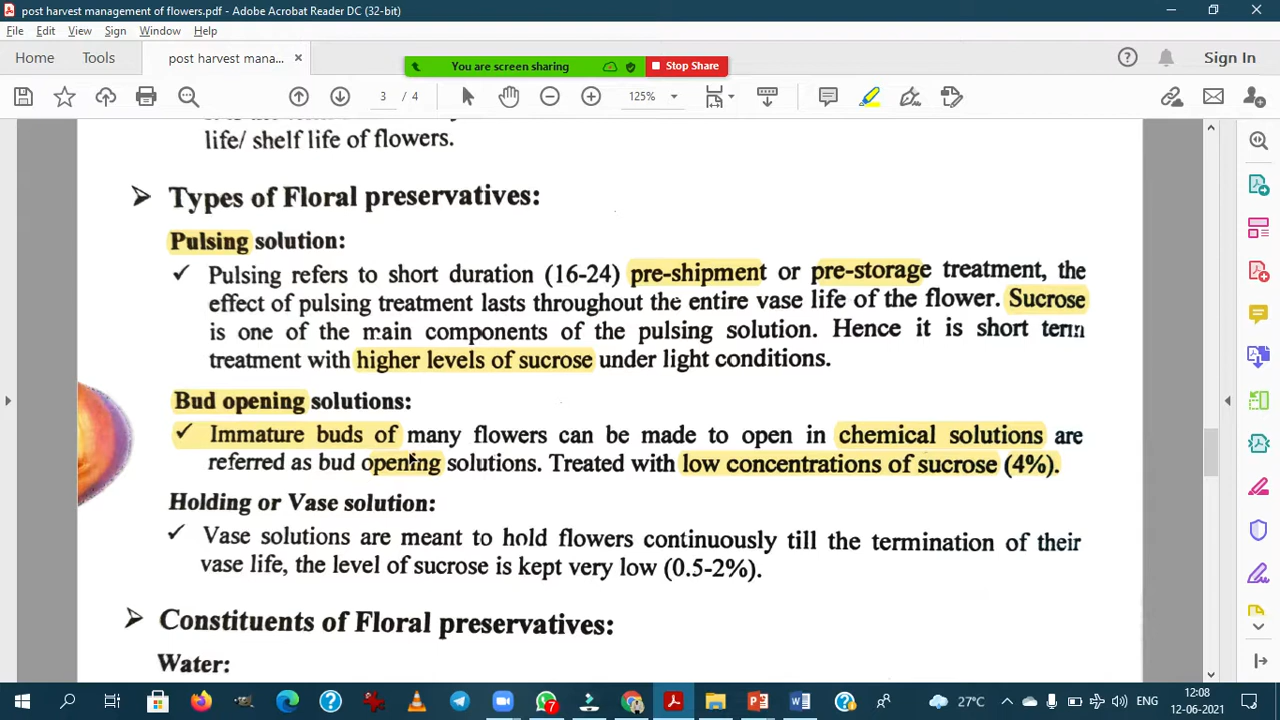 post harvest management of flowers.pdf - Adobe Acrobat Reader DC (32-bit)
File Edit View Sign Window Help
Home Tools post harvest mana... × Sign In
You are screen sharing Stop Share
3 / 4 125%
life/ shelf life of flowers.
Types of Floral preservatives:
Pulsing solution:
✓ Pulsing refers to short duration (16-24) pre-shipment or pre-storage treatment, the
effect of pulsing treatment lasts throughout the entire vase life of the flower. Sucrose
is one of the main components of the pulsing solution. Hence it is short term
treatment with higher levels of sucrose under light conditions.
Bud opening solutions:
✓ Immature buds of many flowers can be made to open in chemical solutions are
referred as bud opening solutions. Treated with low concentrations of sucrose (4%).
Holding or Vase solution:
✓ Vase solutions are meant to hold flowers continuously till the termination of their
vase life, the level of sucrose is kept very low (0.5-2%).
Constituents of Floral preservatives:
Water:
7 27°C ENG 12:08
12-06-2021